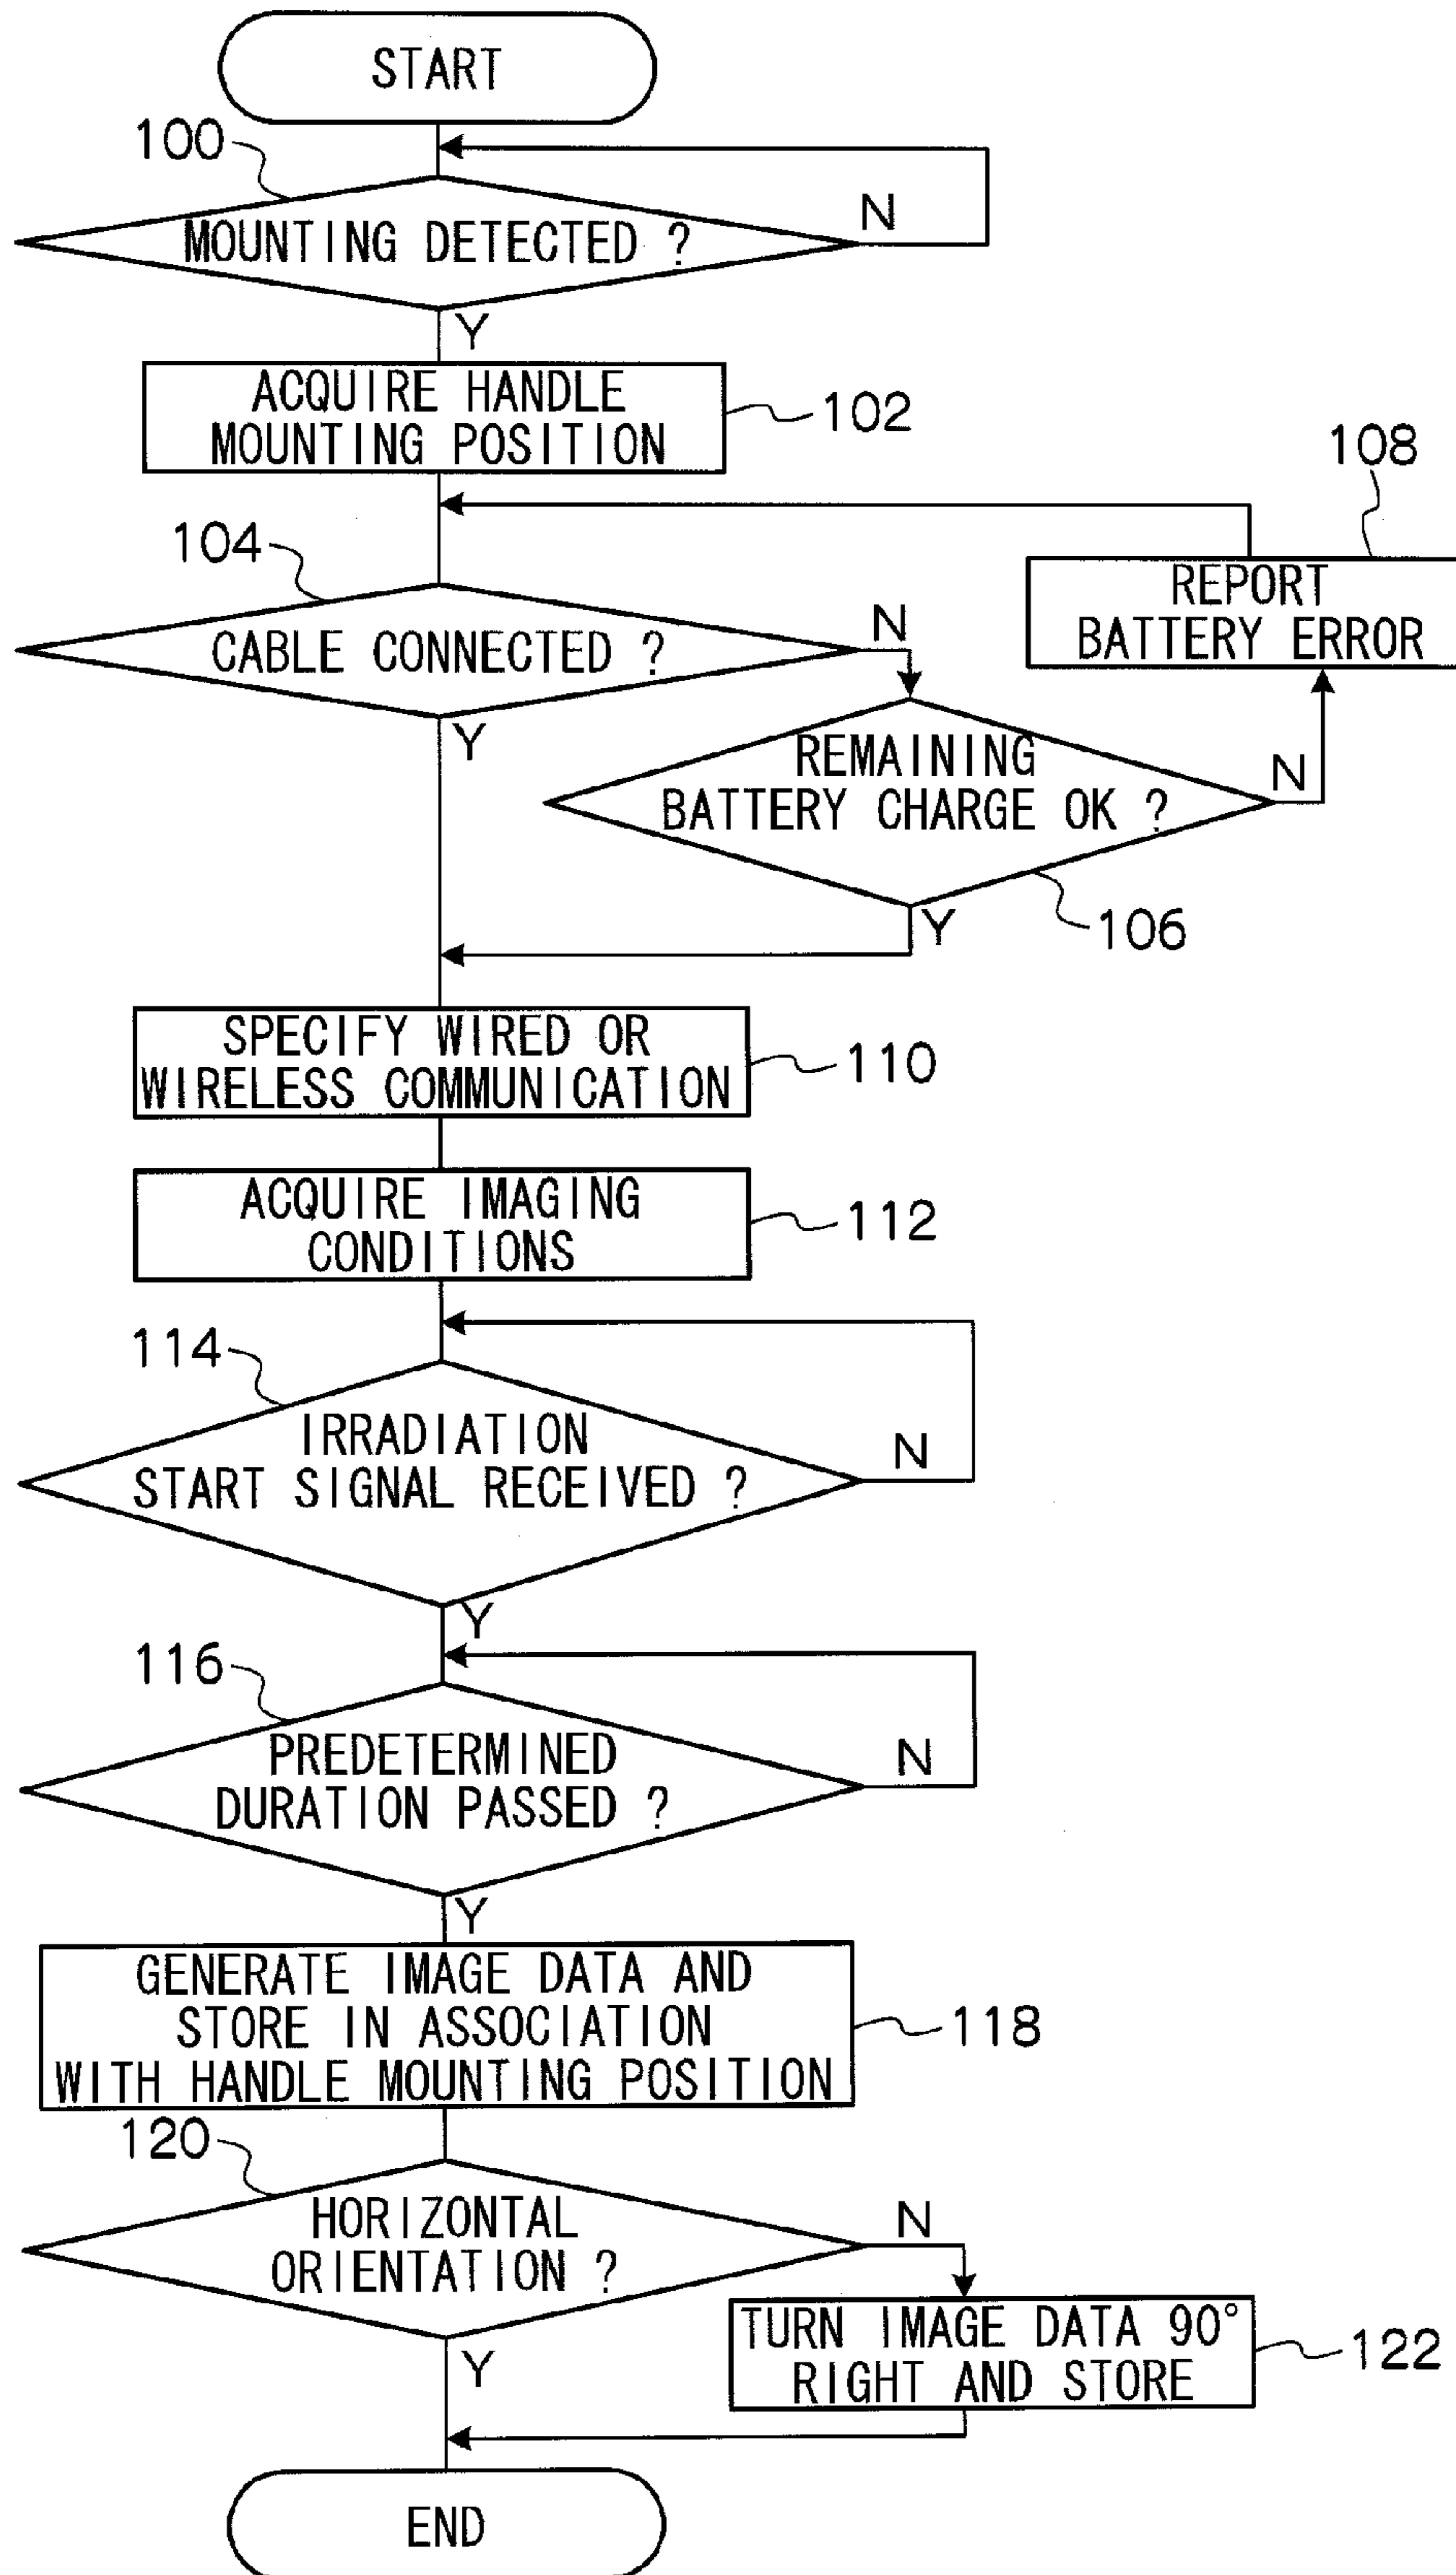 START
100
N
MOUNTING DETECTED ?
Y
ACQUIRE HANDLE
MOUNTING POSITION
102
108
104
REPORT
BATTERY ERROR
N
CABLE CONNECTED ?
Y
REMAINING
BATTERY CHARGE OK ?
N
Y
106
SPECIFY WIRED OR
WIRELESS COMMUNICATION
110
ACQUIRE IMAGING
CONDITIONS
112
114
IRRADIATION
START SIGNAL RECEIVED ?
N
Y
116
PREDETERMINED
DURATION PASSED ?
N
Y
GENERATE IMAGE DATA AND
STORE IN ASSOCIATION
WITH HANDLE MOUNTING POSITION
118
120
HORIZONTAL
ORIENTATION ?
N
Y
TURN IMAGE DATA 90°
RIGHT AND STORE
122
END